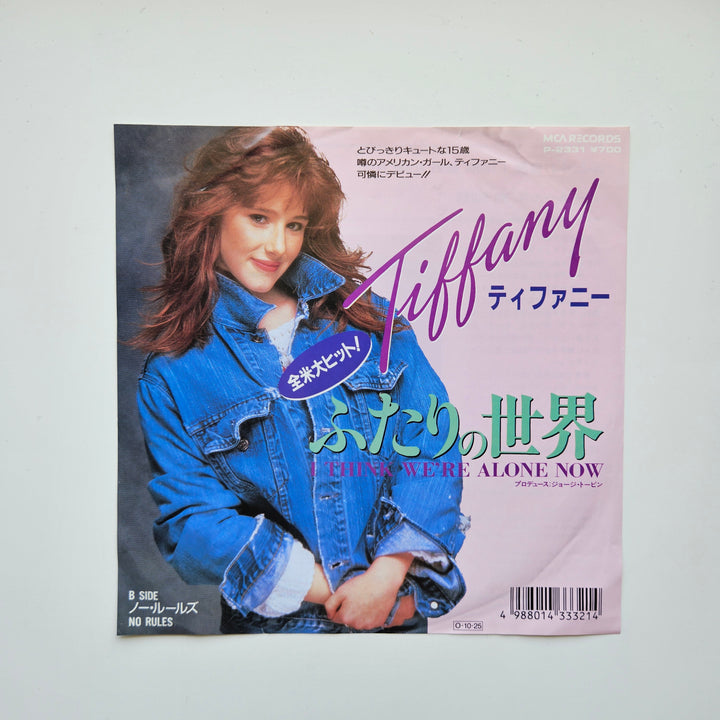 MCA RECORDS
P-2331 ¥700
とびっきりキュートな15歳
噂のアメリカン・ガール、ティファニー
可憐にデビュー!!
Tiffany
ティファニー
全米大ヒット!
ふたりの世界
I THINK WE'RE ALONE NOW
プロデュース:ジョージ・トービン
B SIDE
ノー・ルールズ
NO RULES
O・10・25
4 988014 333214